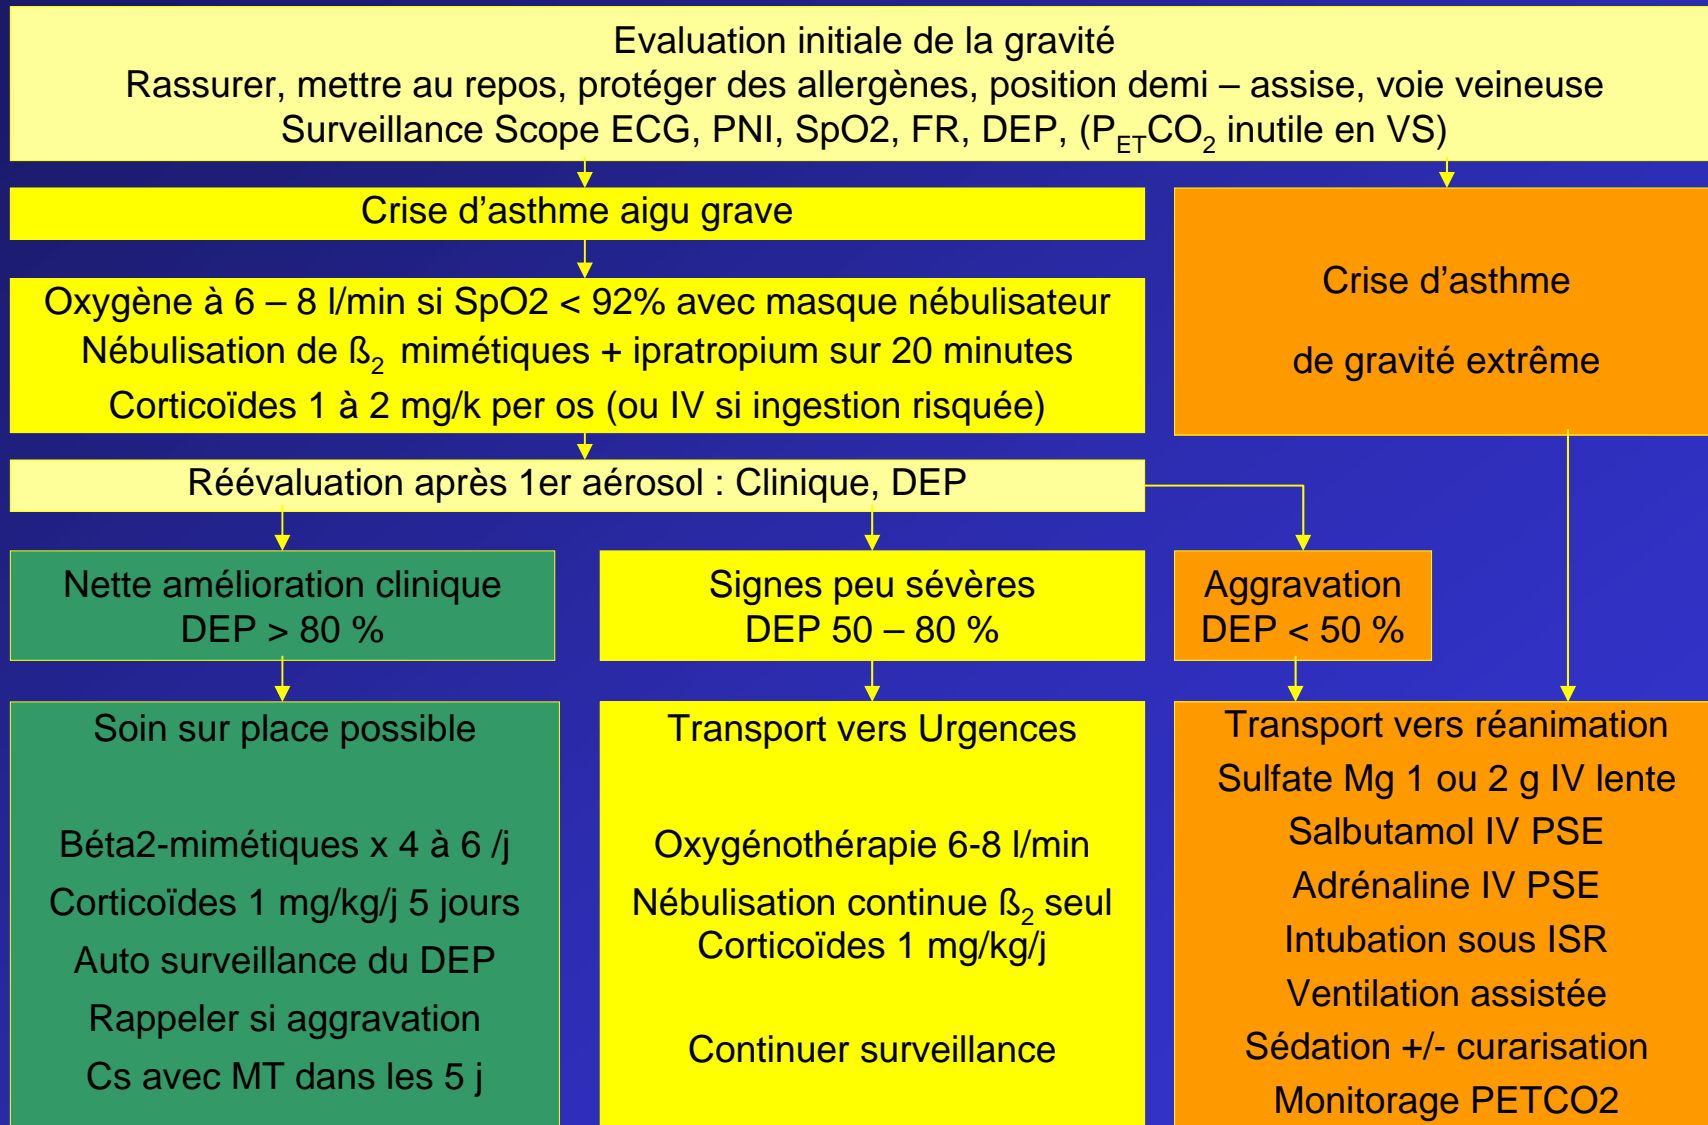 Evaluation initiale de la gravité
Rassurer, mettre au repos, protéger des allergènes, position demi – assise, voie veineuse
Surveillance Scope ECG, PNI, SpO2, FR, DEP, (PETCO2 inutile en VS)
Crise d'asthme aigu grave
Oxygène à 6 – 8 l/min si SpO2 < 92% avec masque nébulisateur
Nébulisation de ß2 mimétiques + ipratropium sur 20 minutes
Corticoïdes 1 à 2 mg/k per os (ou IV si ingestion risquée)
Crise d'asthme
de gravité extrême
Réévaluation après 1er aérosol : Clinique, DEP
Nette amélioration clinique
DEP > 80 %
Signes peu sévères
DEP 50 – 80 %
Aggravation
DEP < 50 %
Soin sur place possible
Béta2-mimétiques x 4 à 6 /j
Corticoïdes 1 mg/kg/j 5 jours
Auto surveillance du DEP
Rappeler si aggravation
Cs avec MT dans les 5 j
Transport vers Urgences
Oxygénothérapie 6-8 l/min
Nébulisation continue ß2 seul
Corticoïdes 1 mg/kg/j
Continuer surveillance
Transport vers réanimation
Sulfate Mg 1 ou 2 g IV lente
Salbutamol IV PSE
Adrénaline IV PSE
Intubation sous ISR
Ventilation assistée
Sédation +/- curarisation
Monitorage PETCO2